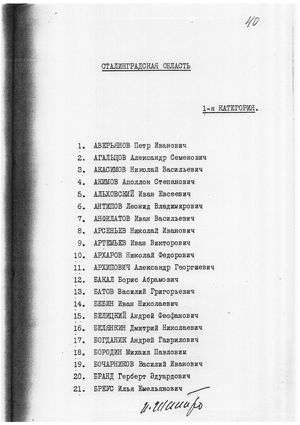 40
СТАЛИНГРАДСКАЯ ОБЛАСТЬ
1-я КАТЕГОРИЯ.
1. АВЕРЬЯНОВ Петр Иванович
2. АГАЛЬЦОВ Александр Семенович
3. АКАСИМОВ Николай Васильевич
4. АКИМОВ Аполлон Степанович
5. АЛЬХОВСКИЙ Иван Евсеевич
6. АНТИПОВ Леонид Владимирович
7. АНФИЛАТОВ Иван Васильевич
8. АРСЕНЬЕВ Николай Иванович
9. АРТЕМЬЕВ Иван Викторович
10. АРХАРОВ Николай Федорович
11. АРХИПОВИЧ Александр Георгиевич
12. БАКАЛ Борис Абрамович
13. БАТОВ Василий Григорьевич
14. БЕБИН Иван Николаевич
15. БЕЛИЦКИЙ Андрей Феофанович
16. БЕЛЯНКИН Дмитрий Николаевич
17. БОГДАНИК Андрей Гаврилович
18. БОРОДИН Михаил Павлович
19. БОЧАРНИКОВ Василий Иванович
20. БРАНД Герберт Эдуардович
21. БРЕУС Илья Емельянович